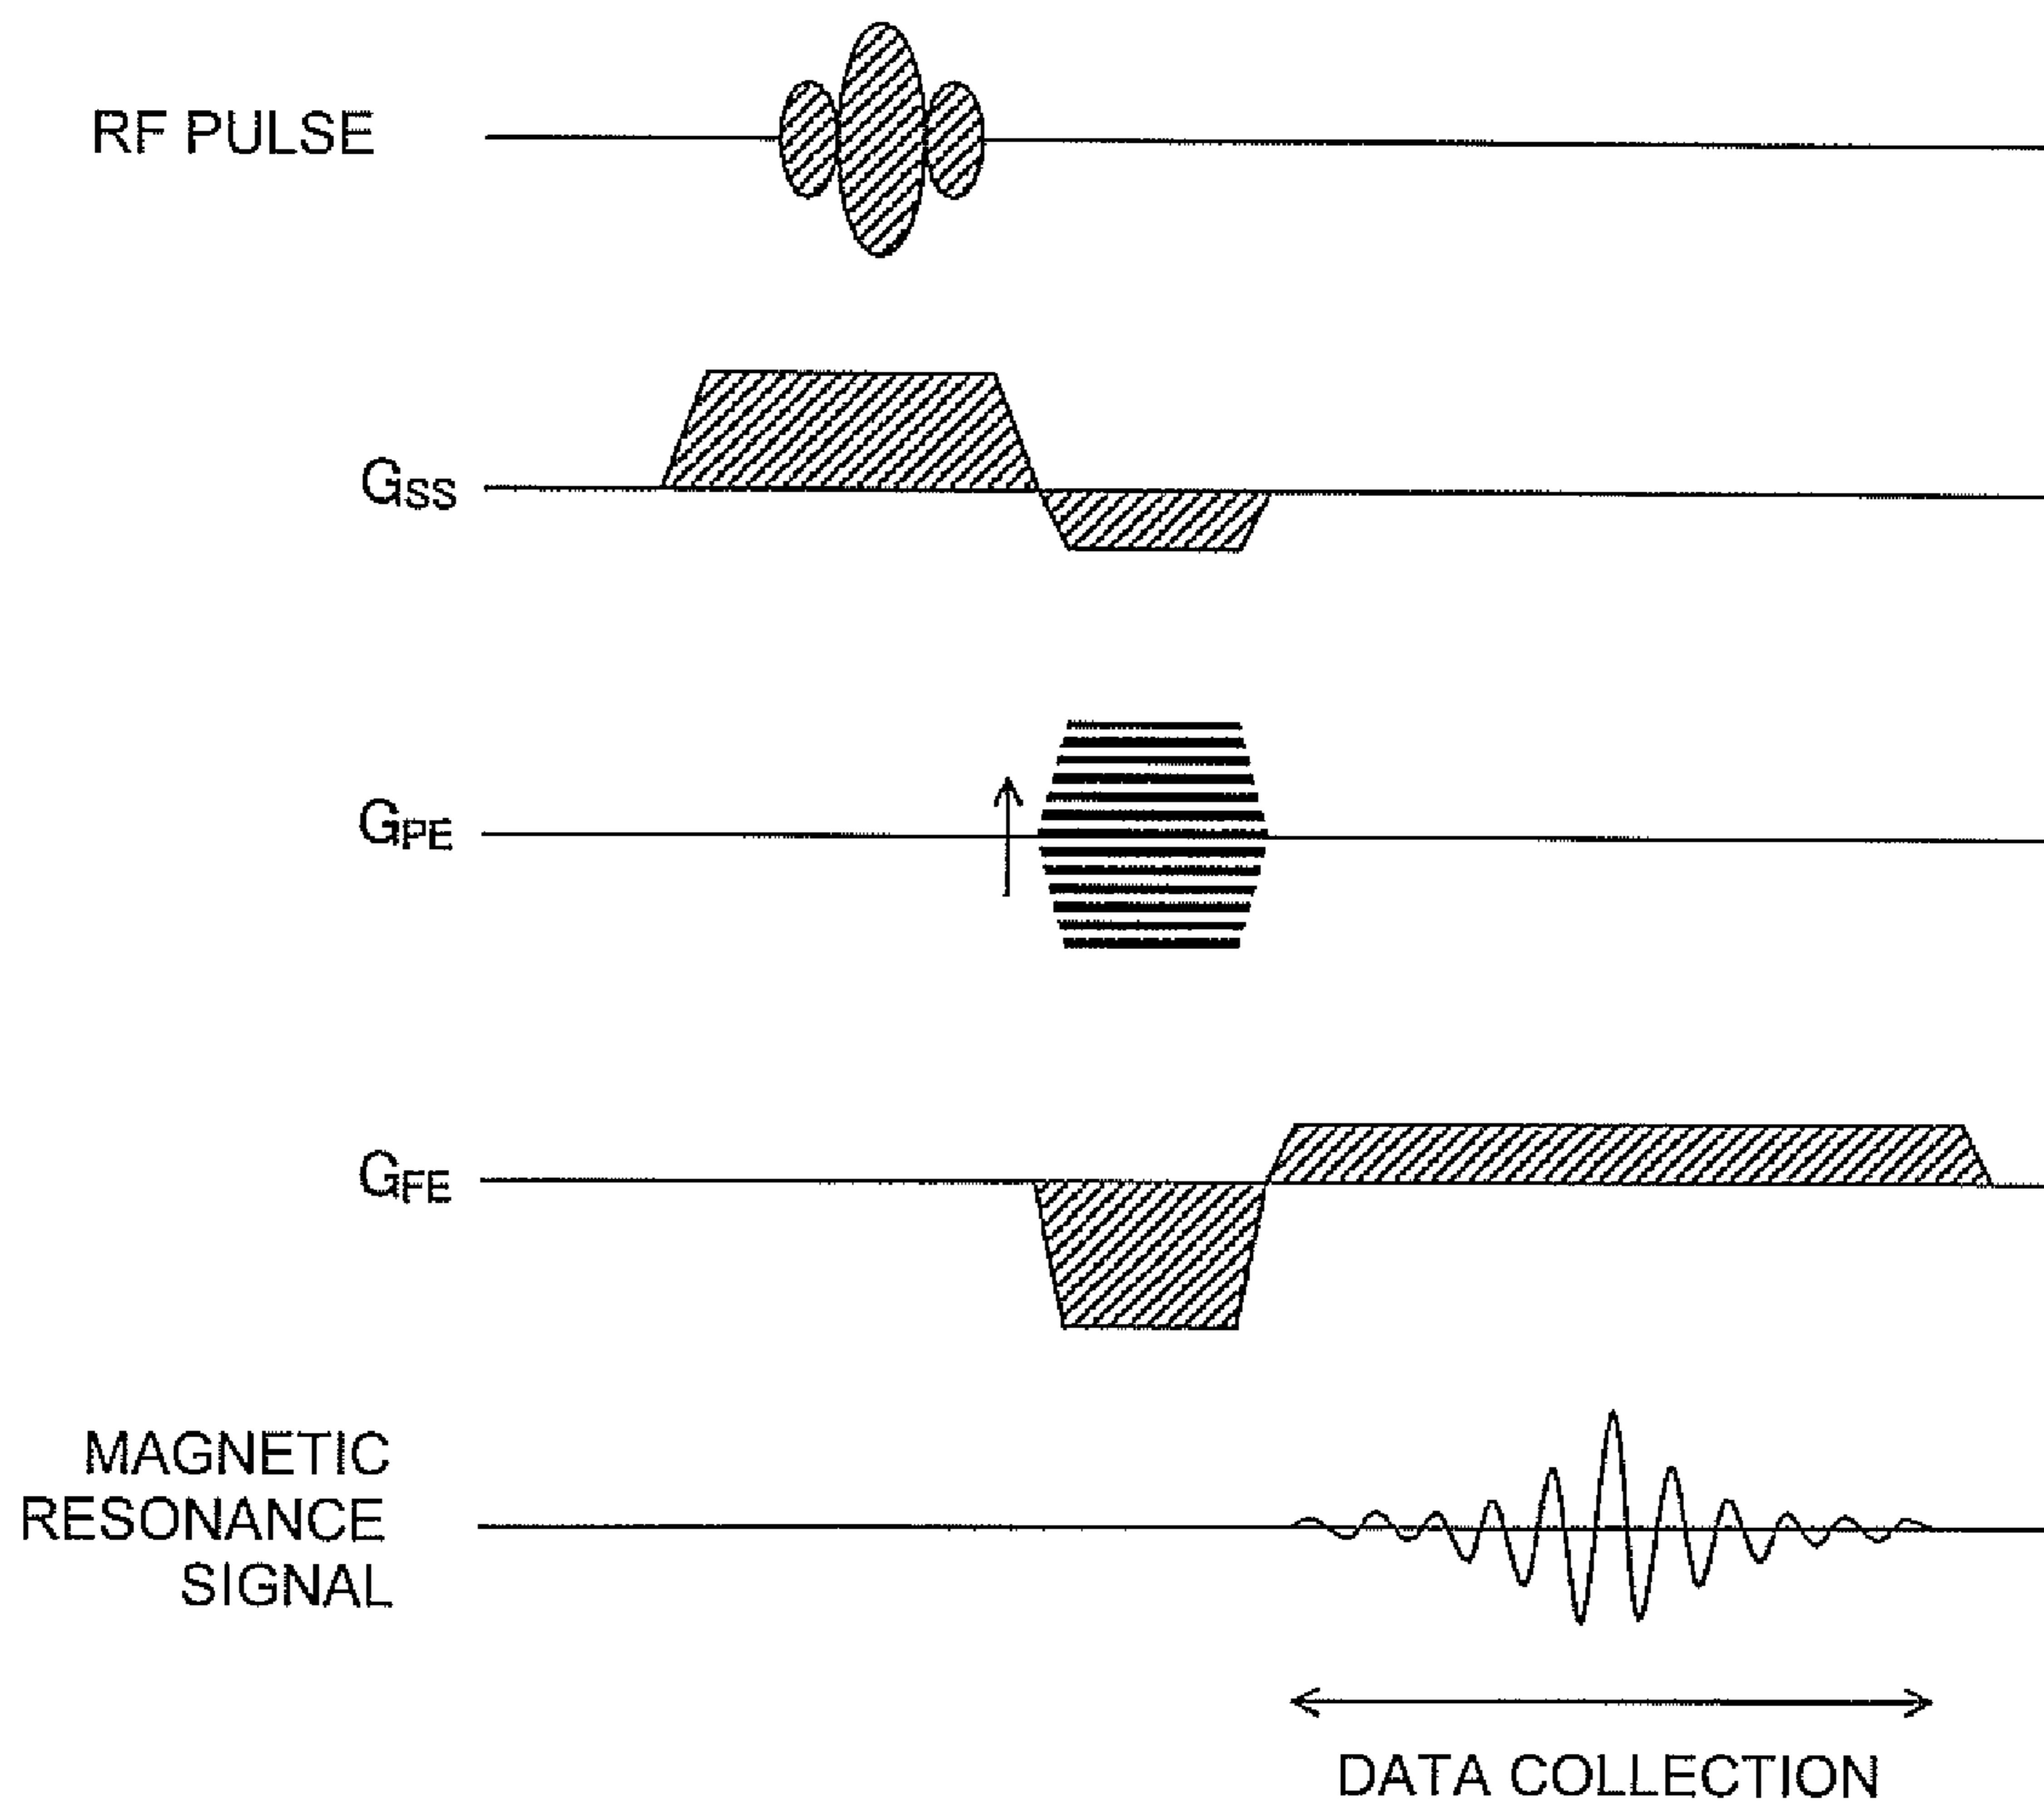 RF PULSE
GSS
GPE
GFE
MAGNETIC
RESONANCE
SIGNAL
DATA COLLECTION